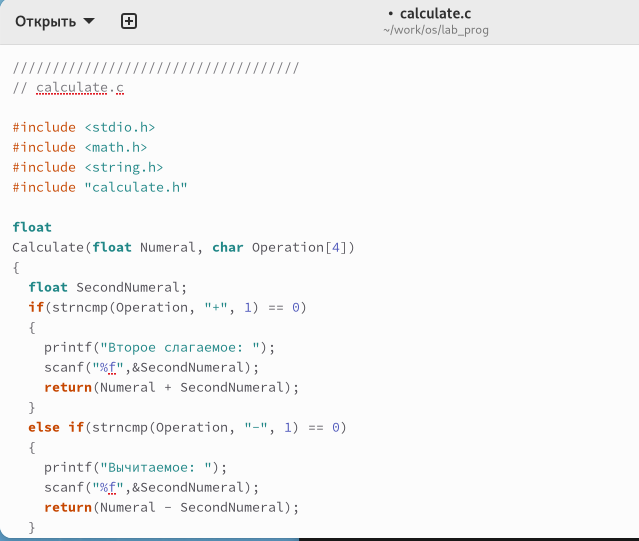 Открыть
• calculate.c
~/work/os/lab_prog
////////////////////////////////////
// calculate.c
#include <stdio.h>
#include <math.h>
#include <string.h>
#include "calculate.h"
float
Calculate(float Numeral, char Operation[4])
{
float SecondNumeral;
if(strncmp(Operation, "+", 1) == 0)
{
printf("Второе слагаемое: ");
scanf("%f",&SecondNumeral);
return(Numeral + SecondNumeral);
}
else if(strncmp(Operation, "-", 1) == 0)
{
printf("Вычитаемое: ");
scanf("%f",&SecondNumeral);
return(Numeral - SecondNumeral);
}